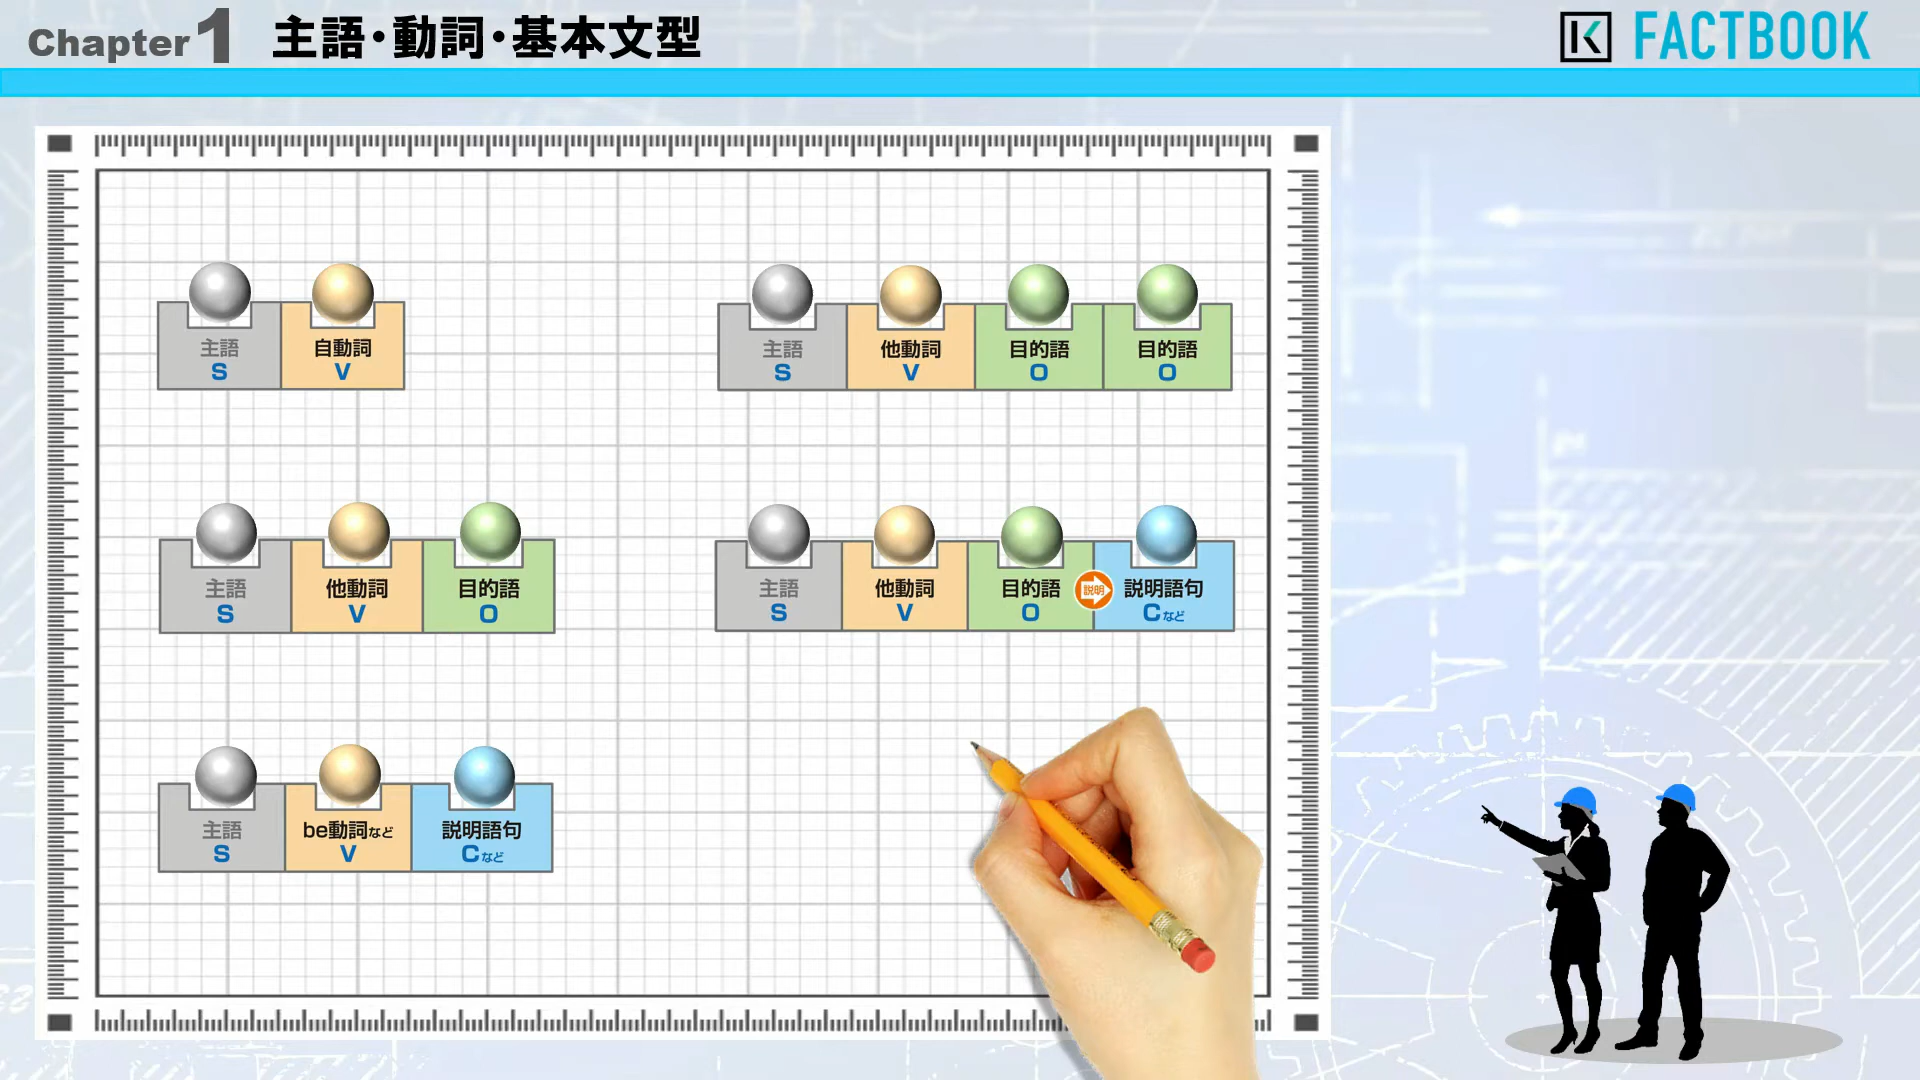 Chapter1 主語・動詞・基本文型
FACTBOOK
主語 自動詞
S V
主語 他動詞 目的語 目的語
S V O O
主語 他動詞 目的語
S V O
主語 他動詞 目的語 説明 説明語句
S V O Cなど
主語 be動詞など 説明語句
S V Cなど